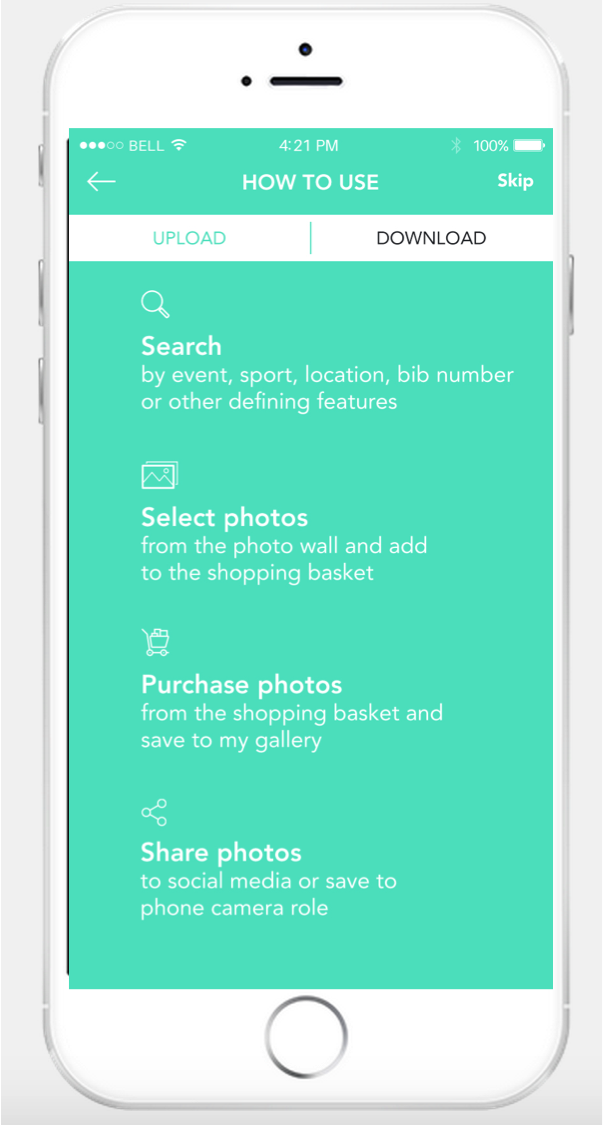 BELL 4:21 PM 100%
HOW TO USE Skip
UPLOAD DOWNLOAD
Search
by event, sport, location, bib number
or other defining features
Select photos
from the photo wall and add
to the shopping basket
Purchase photos
from the shopping basket and
save to my gallery
Share photos
to social media or save to
phone camera role